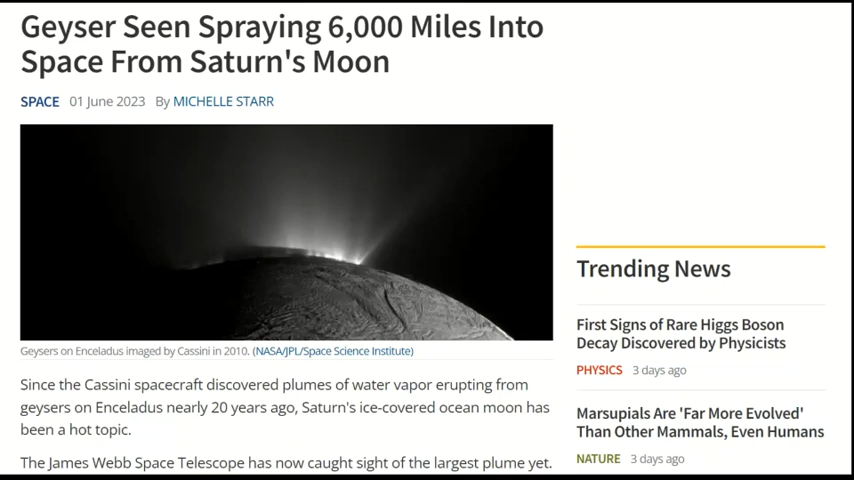 Geyser Seen Spraying 6,000 Miles Into
Space From Saturn's Moon
SPACE 01 June 2023 By MICHELLE STARR
Geysers on Enceladus imaged by Cassini in 2010. (NASA/JPL/Space Science Institute)
Since the Cassini spacecraft discovered plumes of water vapor erupting from
geysers on Enceladus nearly 20 years ago, Saturn's ice-covered ocean moon has
been a hot topic.
The James Webb Space Telescope has now caught sight of the largest plume yet.
Trending News
First Signs of Rare Higgs Boson
Decay Discovered by Physicists
PHYSICS 3 days ago
Marsupials Are 'Far More Evolved'
Than Other Mammals, Even Humans
NATURE 3 days ago